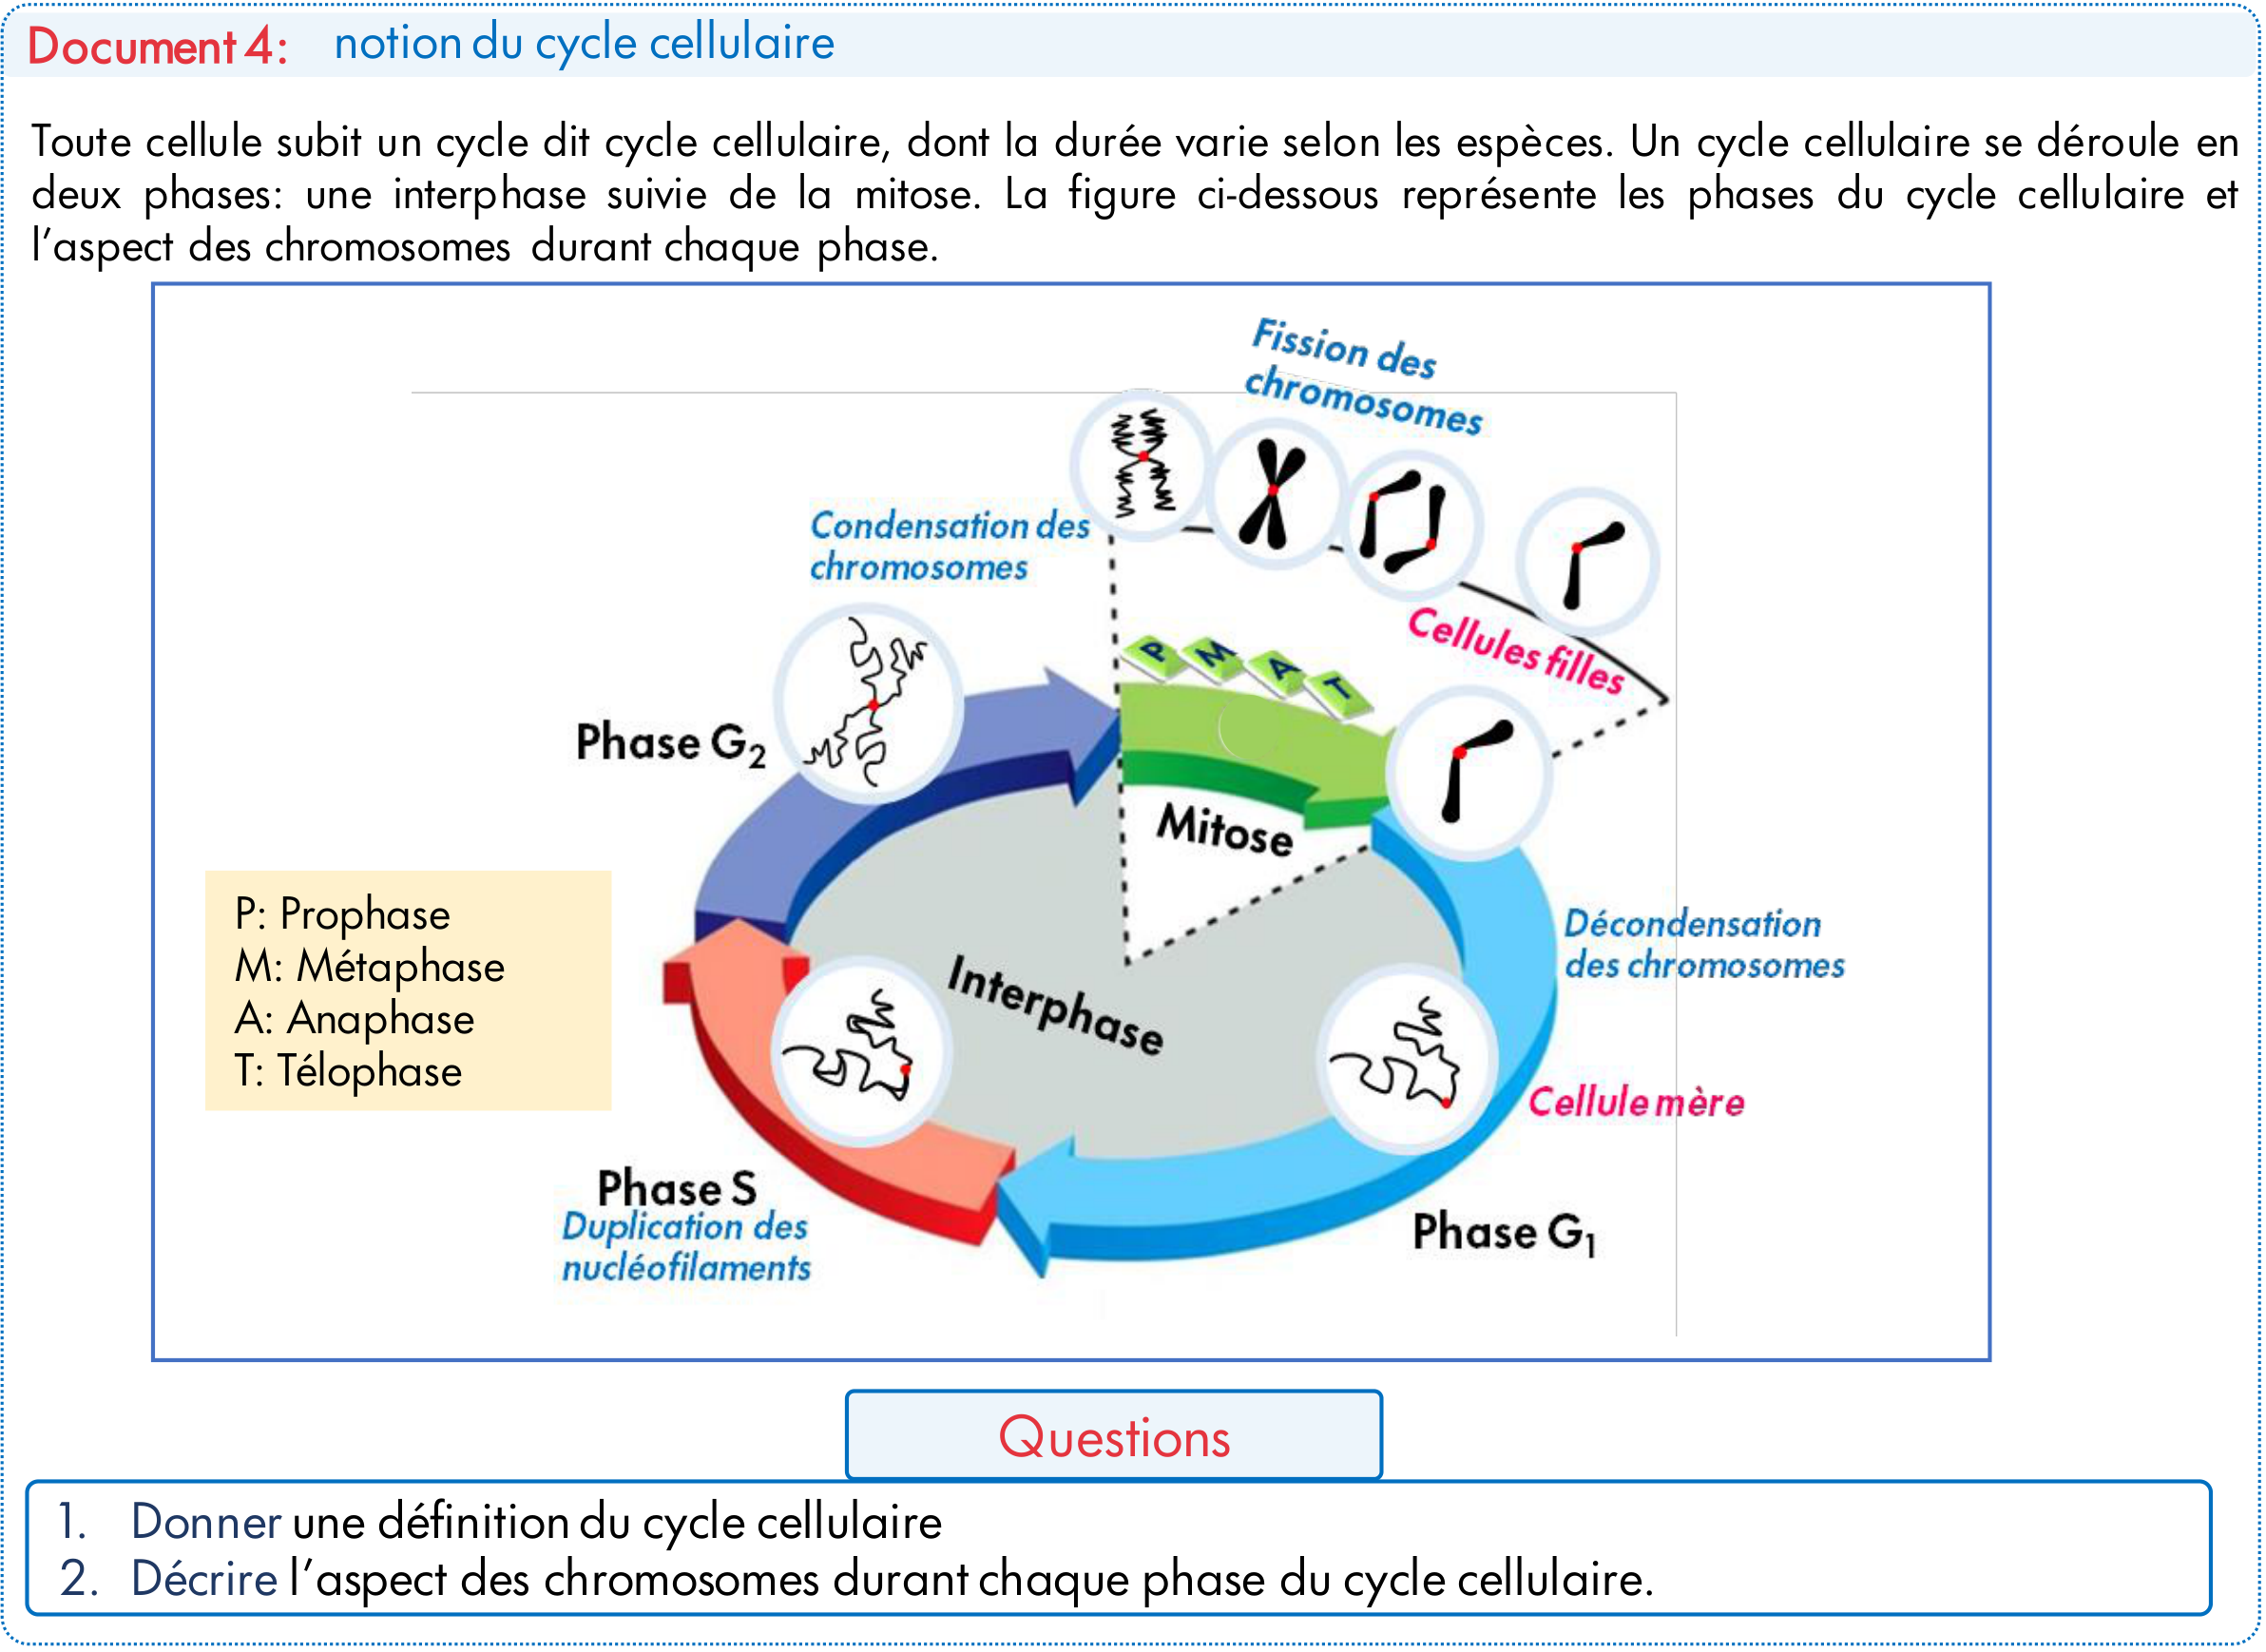 Document 4: notion du cycle cellulaire
Toute cellule subit un cycle dit cycle cellulaire, dont la durée varie selon les espèces. Un cycle cellulaire se déroule en
deux phases: une interphase suivie de la mitose. La figure ci-dessous représente les phases du cycle cellulaire et
l'aspect des chromosomes durant chaque phase.
Fission des
chromosomes
Condensation des
chromosomes
Cellules filles
P M A T
Phase G2
Mitose
P: Prophase
M: Métaphase
A: Anaphase
T: Télophase
Décondensation
des chromosomes
Interphase
Cellule mère
Phase S
Duplication des
nucléofilaments
Phase G1
Questions
1. Donner une définition du cycle cellulaire
2. Décrire l'aspect des chromosomes durant chaque phase du cycle cellulaire.